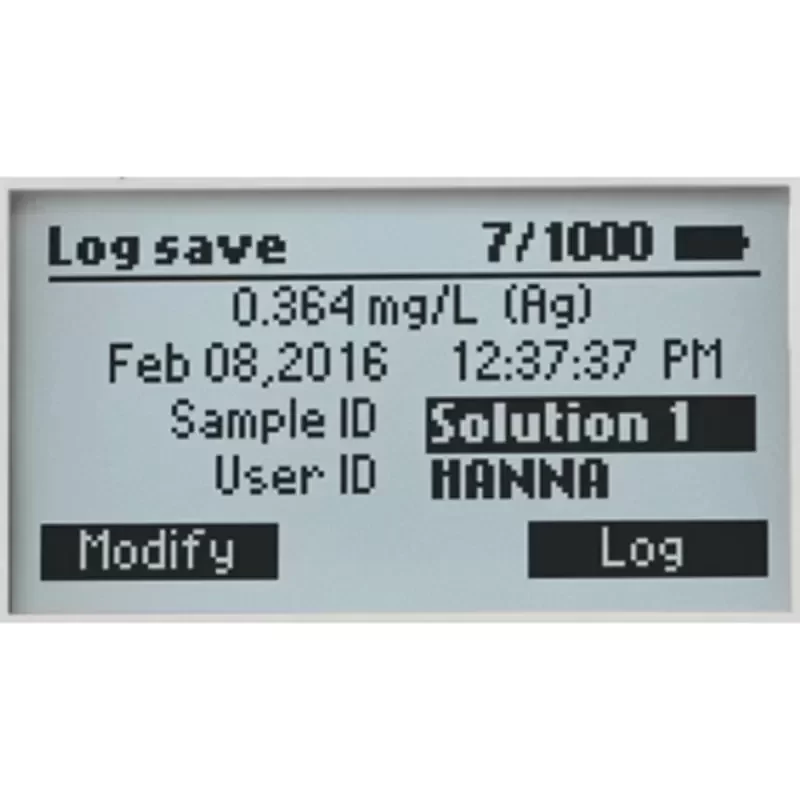 Log save 7/1000
0.364 mg/L (Ag)
Feb 08,2016 12:37:37 PM
Sample ID Solution 1
User ID HANNA
Modify Log